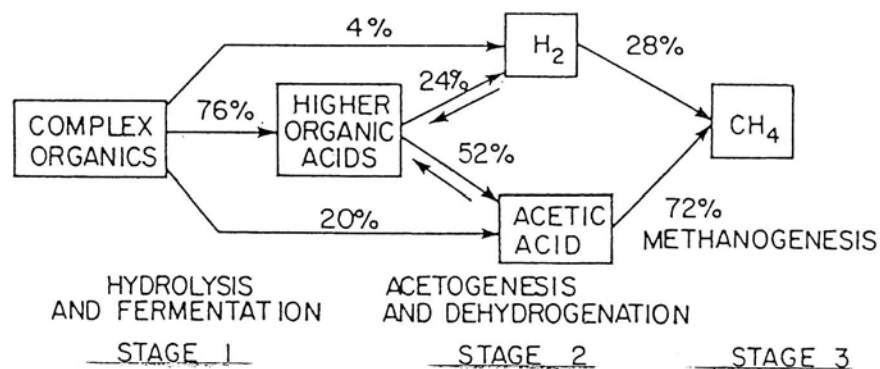 4%
H2
28%
24%
76%
HIGHER
ORGANIC
ACIDS
COMPLEX
ORGANICS
CH4
52%
20%
ACETIC
ACID
72%
METHANOGENESIS
HYDROLYSIS
AND FERMENTATION
ACETOGENESIS
AND DEHYDROGENATION
STAGE 1
STAGE 2
STAGE 3